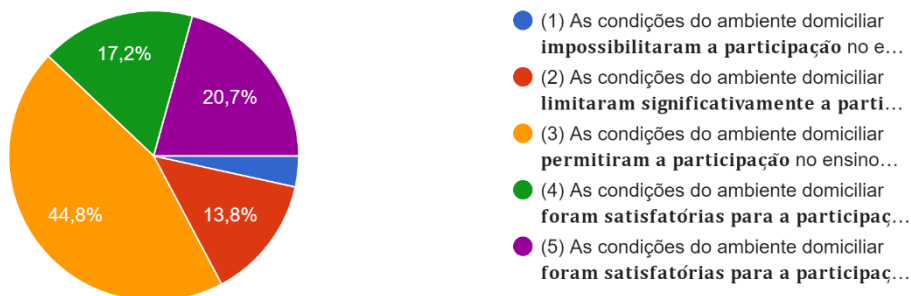 17,2%
20,7%
44,8%
13,8%
(1) As condições do ambiente domiciliar
impossibilitaram a participação no e…
(2) As condições do ambiente domiciliar
limitaram significativamente a parti…
(3) As condições do ambiente domiciliar
permitiram a participação no ensino…
(4) As condições do ambiente domiciliar
foram satisfatórias para a participaç…
(5) As condições do ambiente domiciliar
foram satisfatórias para a participaç…